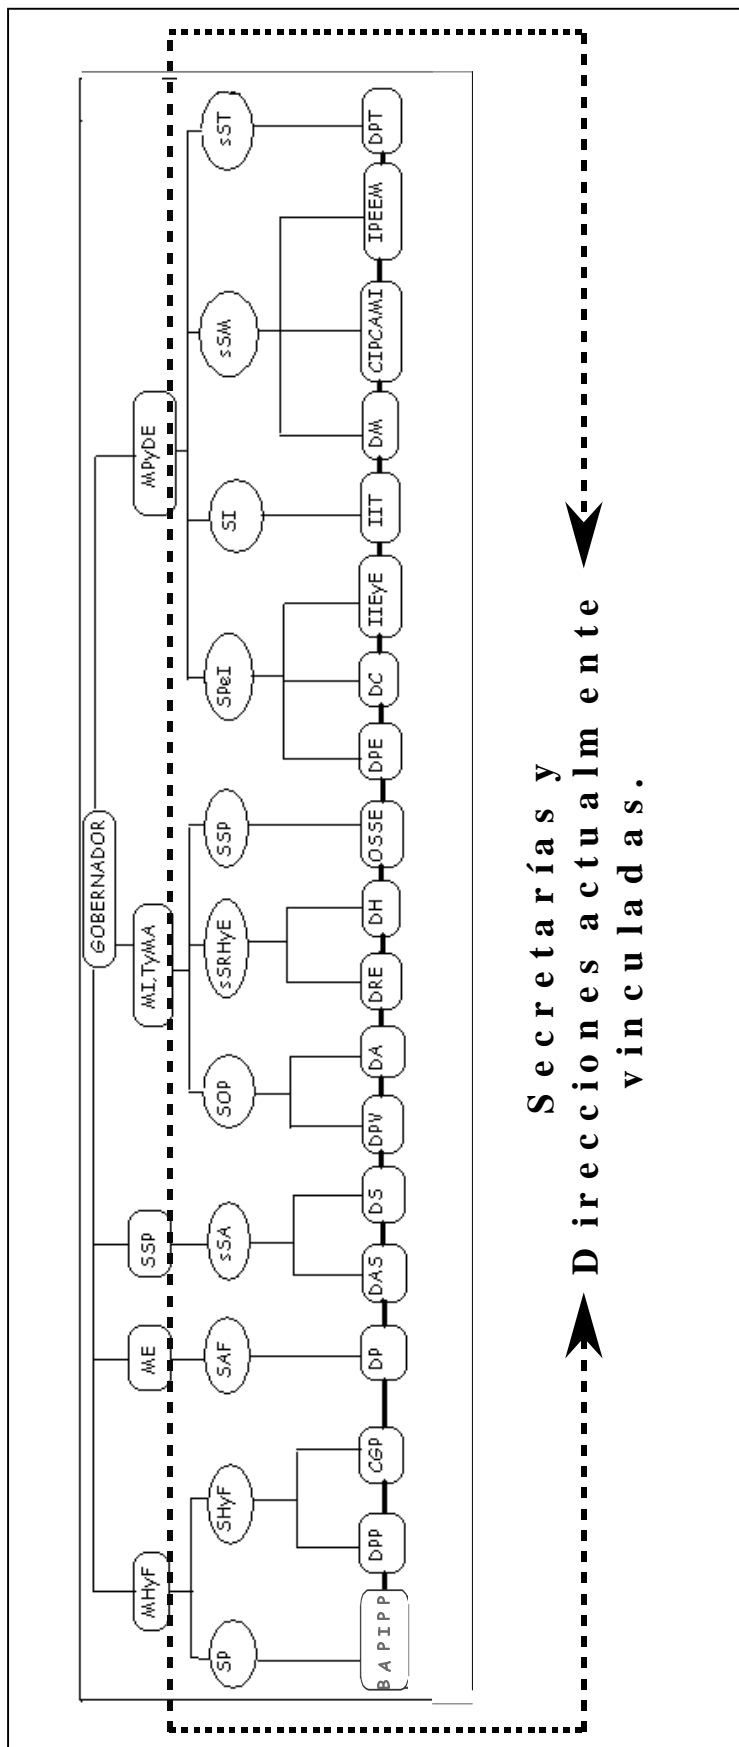 GOBERNADOR
MHyF
ME
SSP
MI,TyMA
MPyDE
SP
SHyF
SAF
sSA
SOP
sSRHyE
SSP
SPeI
SI
sSM
sST
B A P I P P
DPP
CGP
DP
DAS
DS
DPV
DA
DRE
DH
OSSE
DPE
DC
IIEyE
IIT
DM
CIPCAMI
IPEEM
DPT
Secretarías y
Direcciones actualmente
vinculadas.